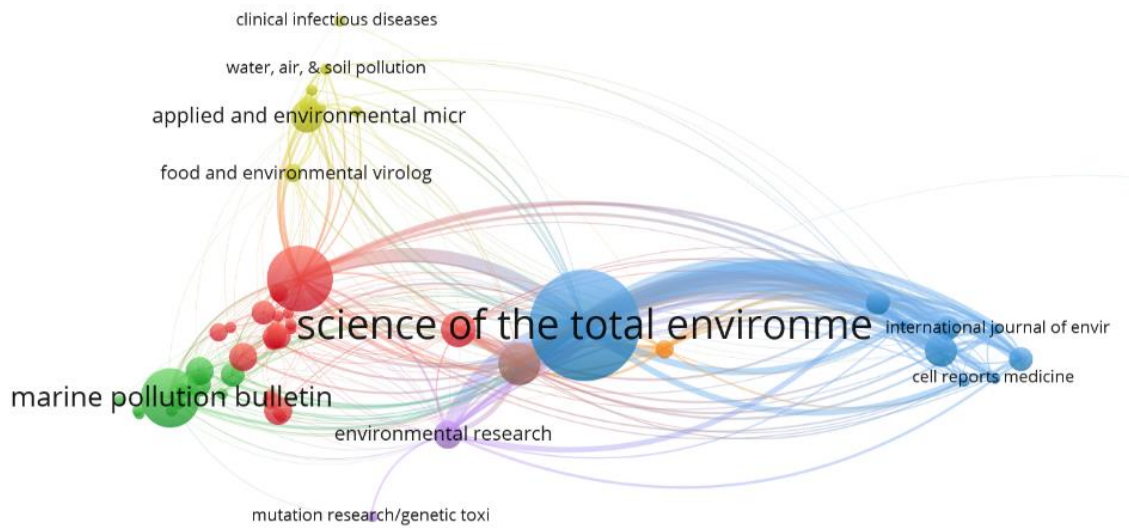 clinical infectious diseases
water, air, & soil pollution
applied and environmental micr
food and environmental virolog
science of the total environme
international journal of envir
cell reports medicine
marine pollution bulletin
environmental research
mutation research/genetic toxi